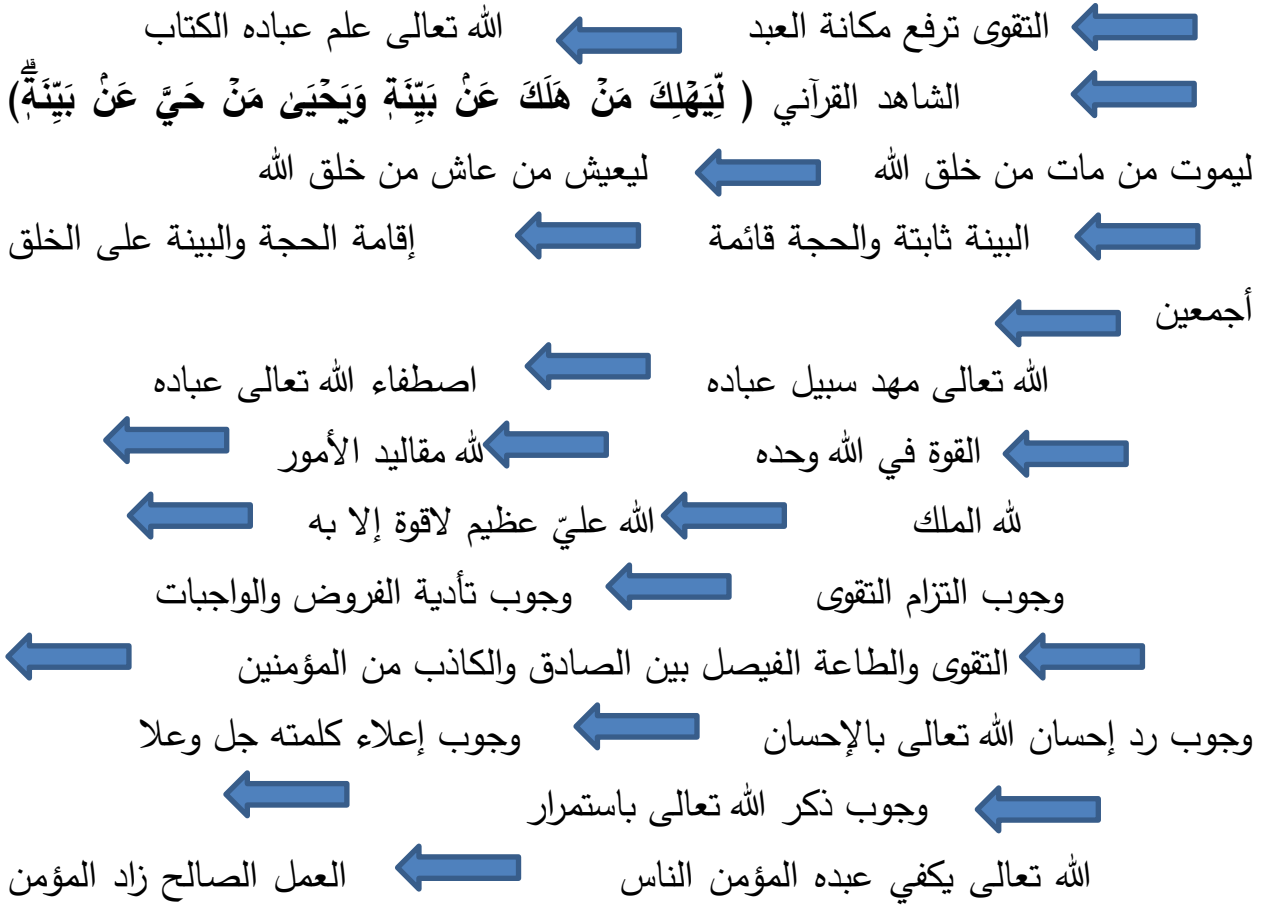 التقوى ترفع مكانة العبد الله تعالى علم عباده الكتاب
الشاهد القرآني ( لِّيَهۡلِكَ مَنۡ هَلَكَ عَنۢ بَيِّنَةٖ وَيَحۡيَىٰ مَنۡ حَيَّ عَنۢ بَيِّنَةٖۗ)
ليموت من مات من خلق الله ليعيش من عاش من خلق الله
البينة ثابتة والحجة قائمة إقامة الحجة والبينة على الخلق
أجمعين
الله تعالى مهد سبيل عباده اصطفاء الله تعالى عباده
القوة في الله وحده لله مقاليد الأمور
لله الملك الله عليّ عظيم لاقوة إلا به
وجوب التزام التقوى وجوب تأدية الفروض والواجبات
التقوى والطاعة الفيصل بين الصادق والكاذب من المؤمنين
وجوب رد إحسان الله تعالى بالإحسان وجوب إعلاء كلمته جل وعلا
وجوب ذكر الله تعالى باستمرار
الله تعالى يكفي عبده المؤمن الناس العمل الصالح زاد المؤمن